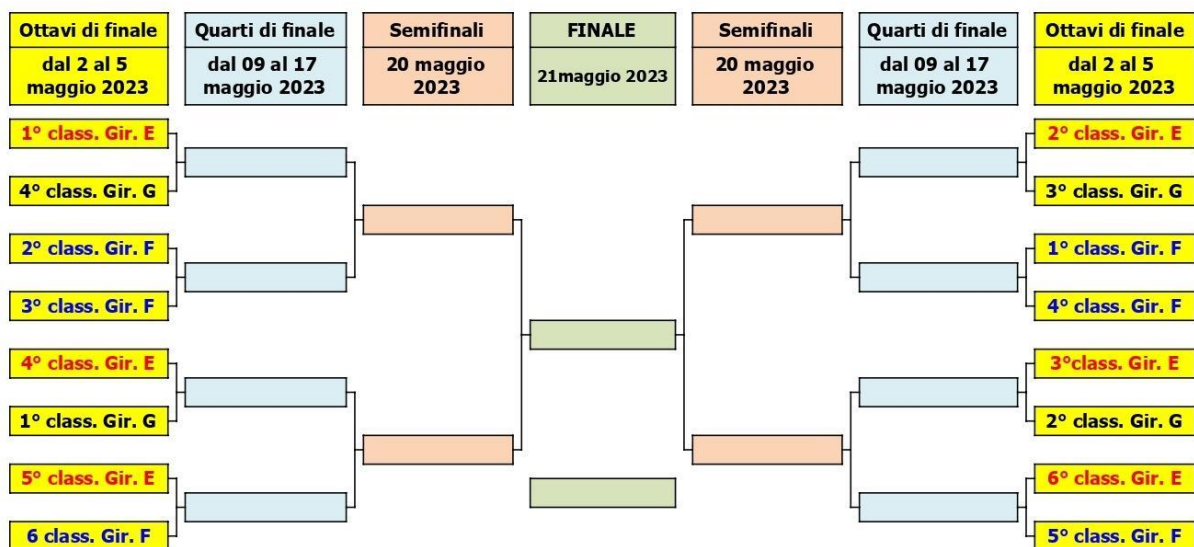 Ottavi di finale
dal 2 al 5
maggio 2023
Quarti di finale
dal 09 al 17
maggio 2023
Semifinali
20 maggio
2023
FINALE
21maggio 2023
Semifinali
20 maggio
2023
Quarti di finale
dal 09 al 17
maggio 2023
Ottavi di finale
dal 2 al 5
maggio 2023
1° class. Gir. E
4° class. Gir. G
2° class. Gir. F
3° class. Gir. F
4° class. Gir. E
1° class. Gir. G
5° class. Gir. E
6 class. Gir. F
2° class. Gir. E
3° class. Gir. G
1° class. Gir. F
4° class. Gir. F
3°class. Gir. E
2° class. Gir. G
6° class. Gir. E
5° class. Gir. F